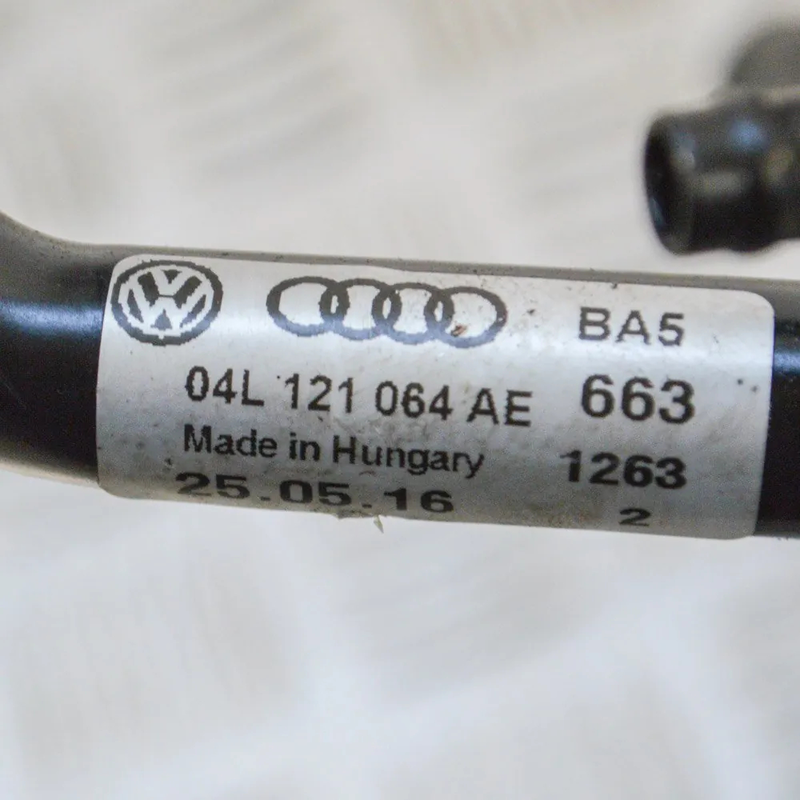 BA5
04L 121 064 AE 663
Made in Hungary 1263
25.05.16 2